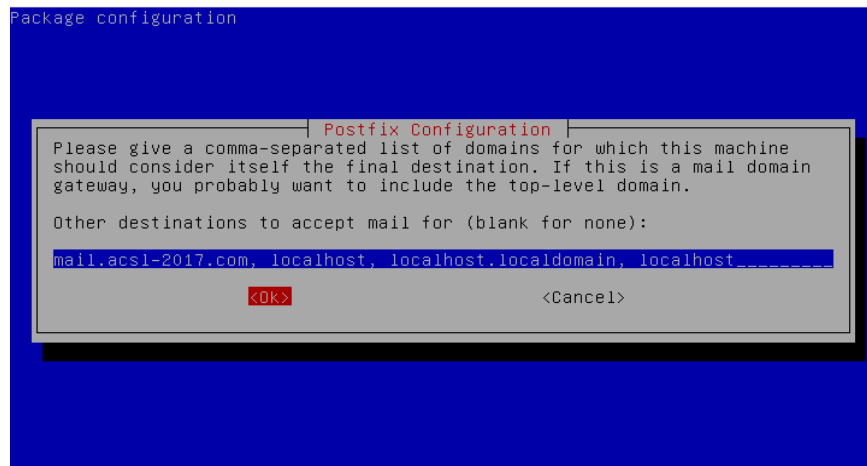 Package configuration
Postfix Configuration
Please give a comma-separated list of domains for which this machine
should consider itself the final destination. If this is a mail domain
gateway, you probably want to include the top-level domain.
Other destinations to accept mail for (blank for none):
mail.acsl-2017.com, localhost, localhost.localdomain, localhost_________
<Ok> <Cancel>